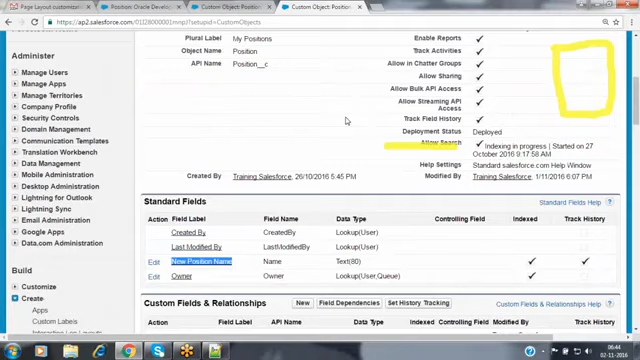 Page Layout customizati
Position: Oracle Develo
Custom Object: Position
Custom Object: Position
https://ap2.salesforce.com/01I28000001
mnp?setupid=CustomObjects
Administer
Manage Users
Manage Apps
Manage Territories
Company Profile
Security Controls
Domain Management
Communication Templates
Translation Workbench
Data Management
Lightning for Outlook
Lightning Sync
Email Administration
Google Apps
Data.com Administration
Build
Customize
Create
Apps
Custom Labels
Plural Label My Positions
Object Name Position
API Name Position__c
Enable Reports
Track Activities
Allow in Chatter Groups
Allow Sharing
Allow Bulk API Access
Allow Streaming API Access
Track Field History
Deployment Status Deployed
Allow Search Indexing in progress | Started on 27 October 2016 9:17:58 AM
Help Settings Standard salesforce.com Help Window
Created By Training Salesforce, 26/10/2016 5:45 PM
Modified By Training Salesforce, 1/11/2016 6:07 PM
Standard Fields
Standard Fields Help
Action Field Label Field Name Data Type Controlling Field Indexed Track History
Created By CreatedBy Lookup(User)
Last Modified By LastModifiedBy Lookup(User)
Edit New Position Name Name Text(80)
Edit Owner Owner Lookup(User,Queue)
Custom Fields & Relationships
New
Field Dependencies
Set History Tracking
Custom Fields & Relationships Help
Action Field Label API Name Data Type Controlling Indexed Modified By Track
06:44
02-11-2016